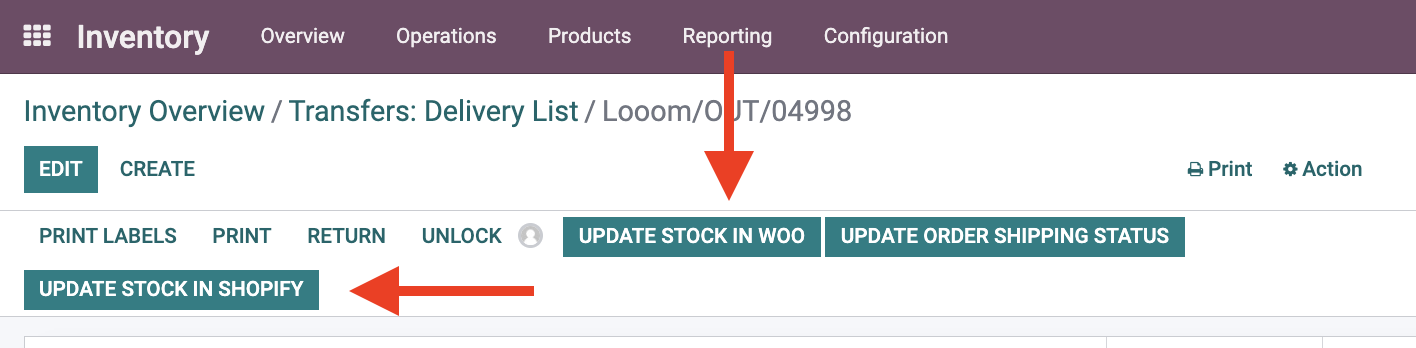 Inventory Overview Operations Products Reporting Configuration
Inventory Overview / Transfers: Delivery List / Looom/OUT/04998
EDIT CREATE Print Action
PRINT LABELS PRINT RETURN UNLOCK UPDATE STOCK IN WOO UPDATE ORDER SHIPPING STATUS
UPDATE STOCK IN SHOPIFY